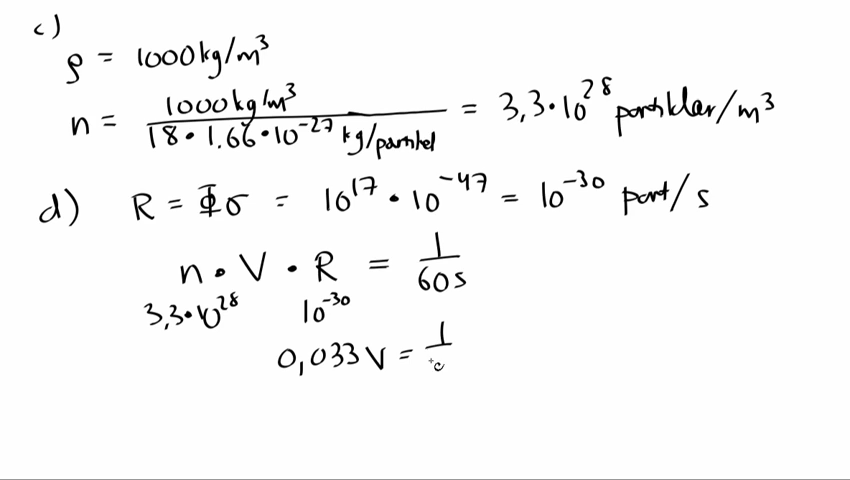 c)
ρ = 1000 kg/m³
n = 1000 kg/m³ / 18 • 1.66 • 10⁻²⁷ kg/partikel = 3,3 • 10²⁸ partiklar/m³
d) R = Φσ = 10¹⁷ • 10⁻⁴⁷ = 10⁻³⁰ part/s
n • V • R = 1/60s
3,3 • 10²⁸ 10⁻³⁰
0,033 V = 1/